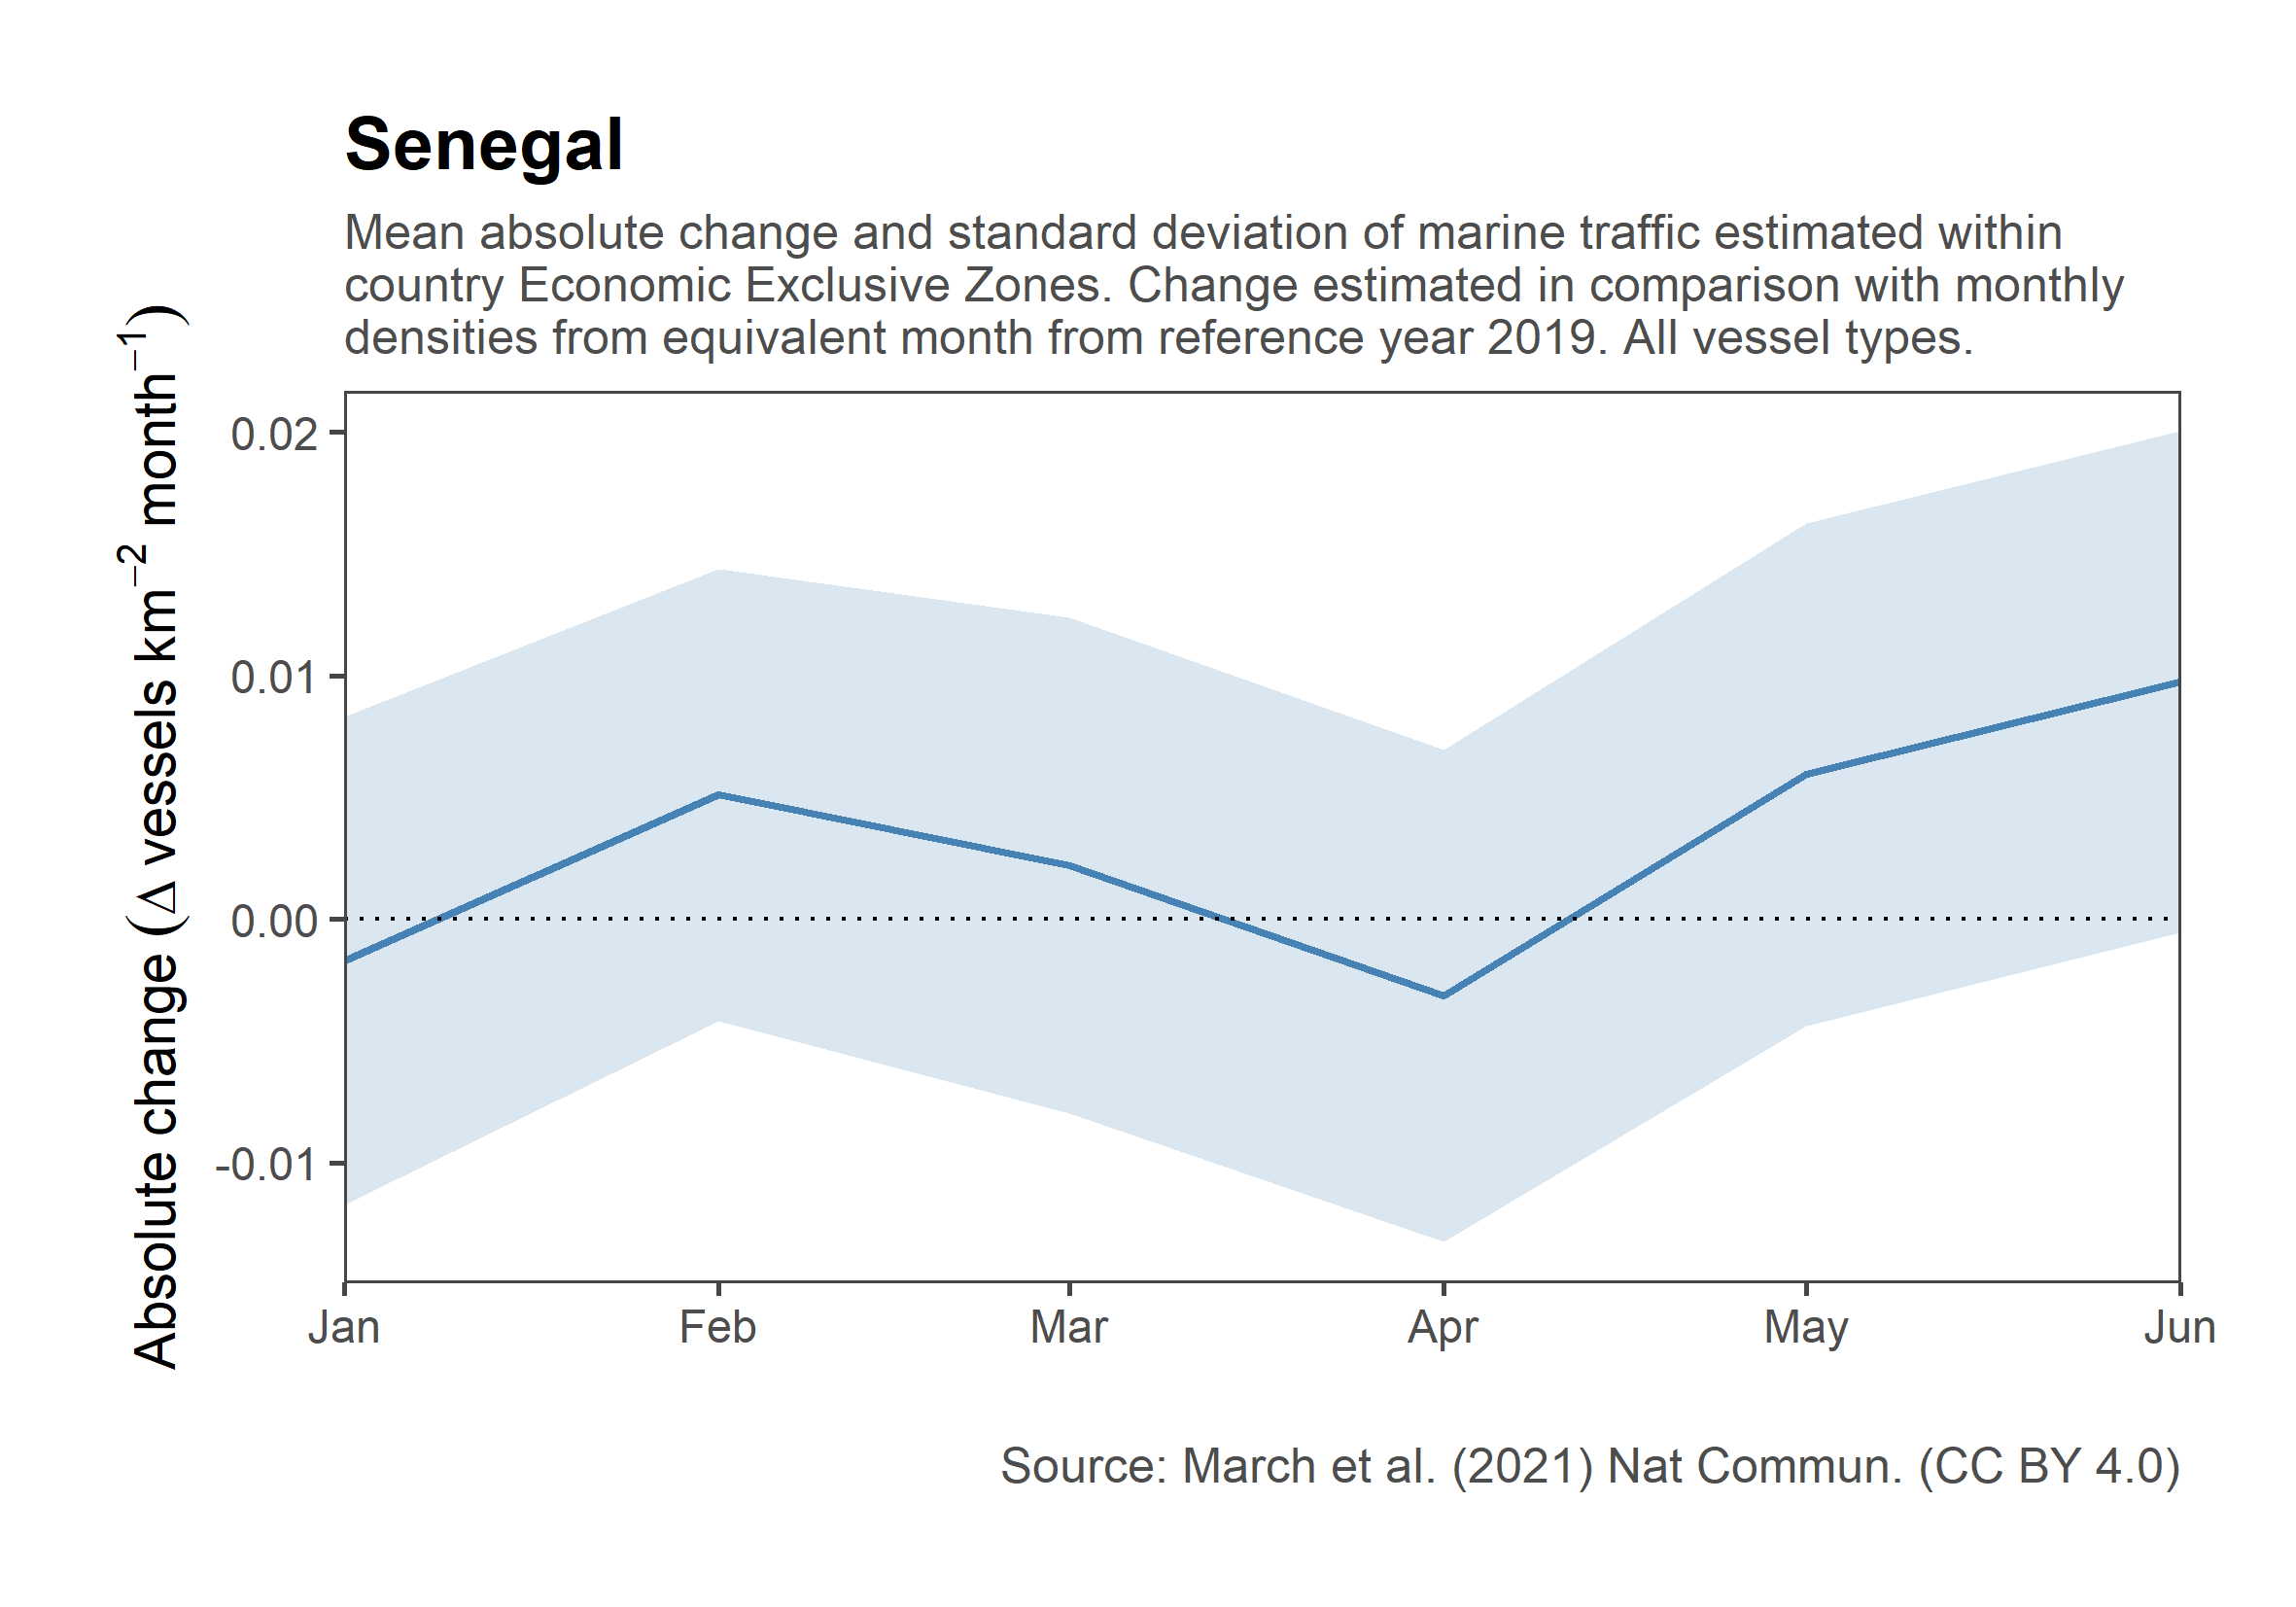 Senegal
Mean absolute change and standard deviation of marine traffic estimated within
country Economic Exclusive Zones. Change estimated in comparison with monthly
densities from equivalent month from reference year 2019. All vessel types.
Absolute change (Δ vessels km⁻² month⁻¹)
0.02
0.01
0.00
-0.01
Jan Feb Mar Apr May Jun
Source: March et al. (2021) Nat Commun. (CC BY 4.0)